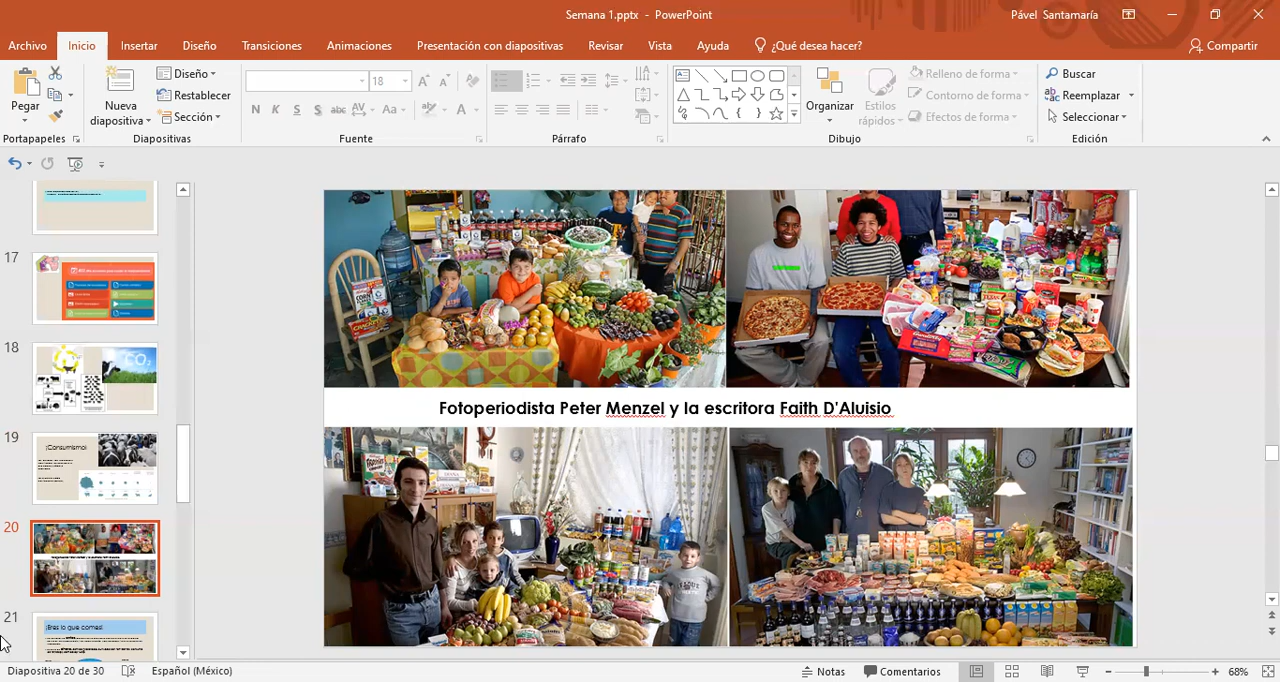 Semana 1.pptx - PowerPoint
Pável Santamaría
Archivo Inicio Insertar Diseño Transiciones Animaciones Presentación con diapositivas Revisar Vista Ayuda ¿Qué desea hacer? Compartir
Pegar
Nueva diapositiva
Diseño
Restablecer
Sección
18
N K S S abc AV Aa
A
Organizar
Estilos rápidos
Relleno de forma
Contorno de forma
Efectos de forma
Buscar
Reemplazar
Seleccionar
Portapapeles Diapositivas Fuente Párrafo Dibujo Edición
17
18
CO2
19
¡Consumismo!
20
21
¡Eres lo que comes!
Fotoperiodista Peter Menzel y la escritora Faith D'Aluisio
Diapositiva 20 de 30 Español (México) Notas Comentarios 68%